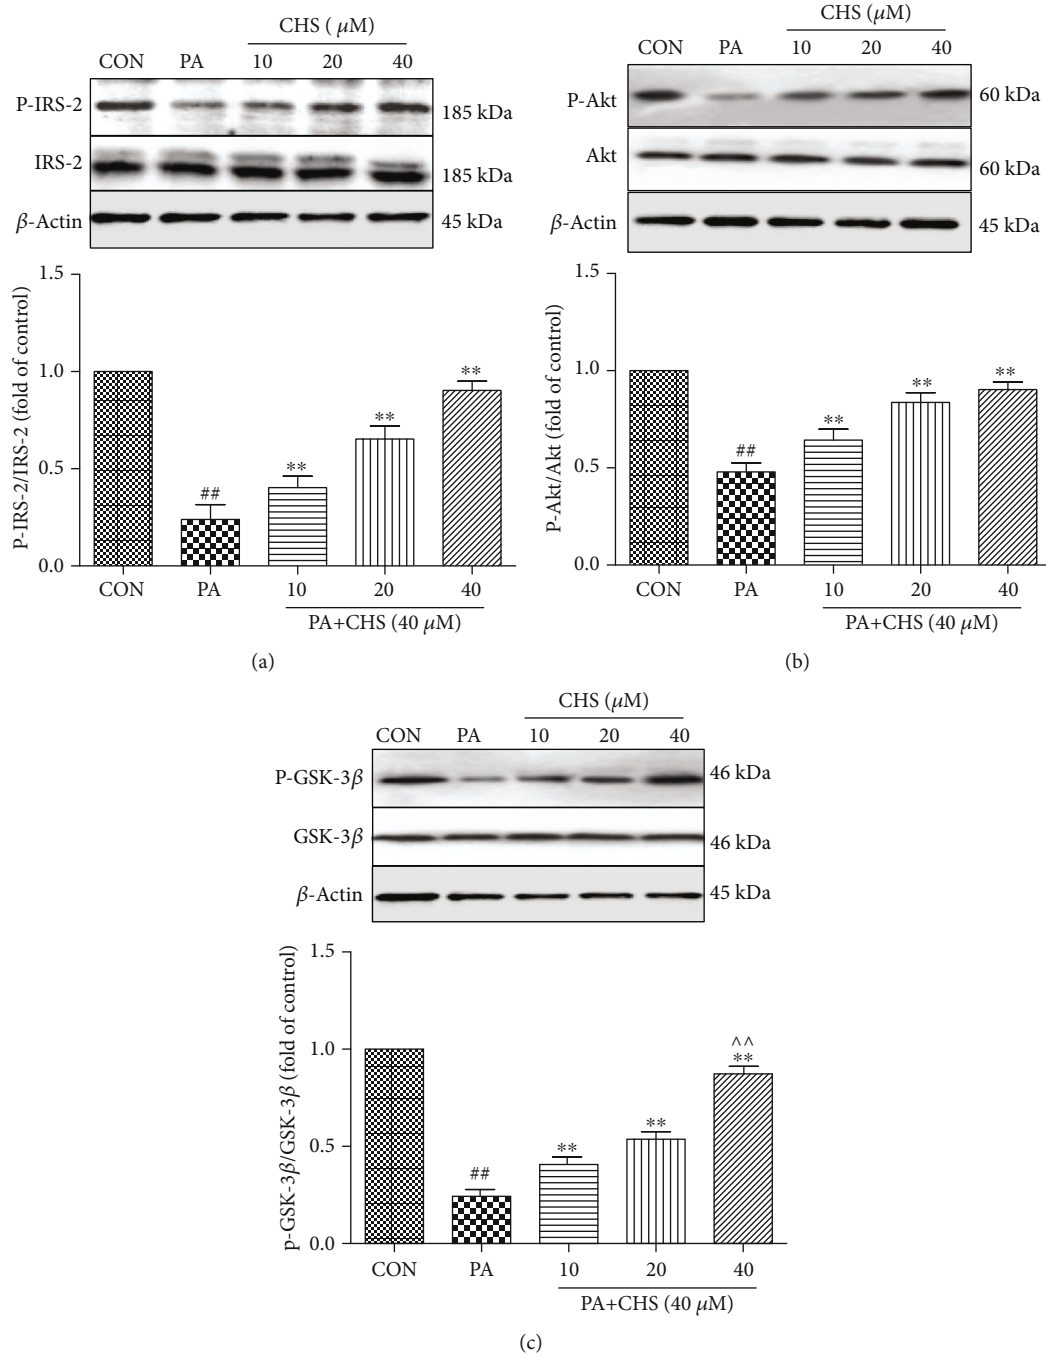 CHS ( μM)
CON PA 10 20 40
P-IRS-2 185 kDa
IRS-2 185 kDa
β-Actin 45 kDa
P-IRS-2/IRS-2 (fold of control)
1.5
1.0
0.5
0.0
##
**
**
**
CON PA 10 20 40
PA+CHS (40 μM)
(a)
CHS (μM)
CON PA 10 20 40
P-Akt 60 kDa
Akt 60 kDa
β-Actin 45 kDa
P-Akt/Akt (fold of control)
1.5
1.0
0.5
0.0
##
**
**
**
CON PA 10 20 40
PA+CHS (40 μM)
(b)
CHS (μM)
CON PA 10 20 40
P-GSK-3β 46 kDa
GSK-3β 46 kDa
β-Actin 45 kDa
p-GSK-3β/GSK-3β (fold of control)
1.5
1.0
0.5
0.0
##
**
**
^^
**
CON PA 10 20 40
PA+CHS (40 μM)
(c)